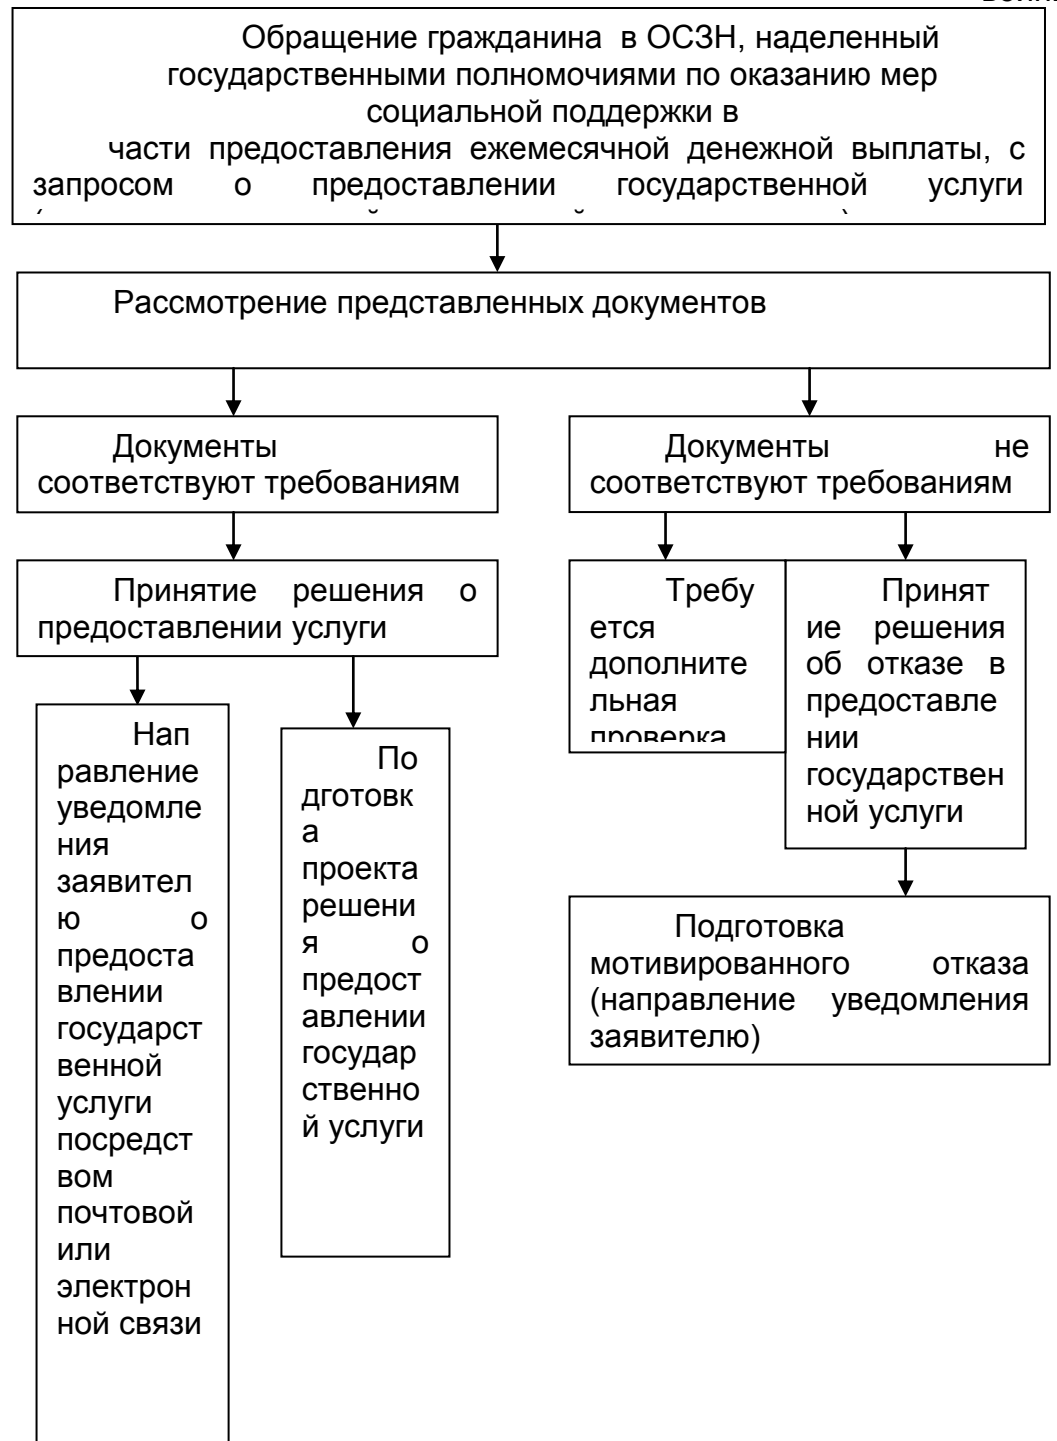 Обращение гражданина в ОСЗН, наделенный
государственными полномочиями по оказанию мер
социальной поддержки в
части предоставления ежемесячной денежной выплаты, с
запросом о предоставлении государственной услуги
Рассмотрение представленных документов
Документы
соответствуют требованиям
Документы не
соответствуют требованиям
Принятие решения о
предоставлении услуги
Требу
ется
дополните
льная
проверка
Принят
ие решения
об отказе в
предоставле
нии
государствен
ной услуги
Нап
равление
уведомле
ния
заявител
ю о
предоста
влении
государст
венной
услуги
посредст
вом
почтовой
или
электрон
ной связи
По
дготовк
а
проекта
решени
я о
предост
авлении
государ
ственно
й услуги
Подготовка
мотивированного отказа
(направление уведомления
заявителю)